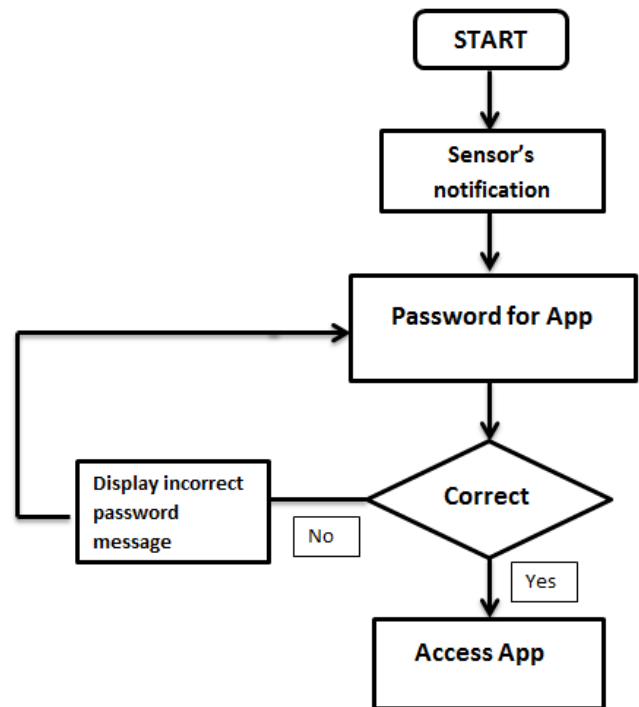 START
Sensor's
notification
Password for App
Correct
Display incorrect
password
message
No
Yes
Access App